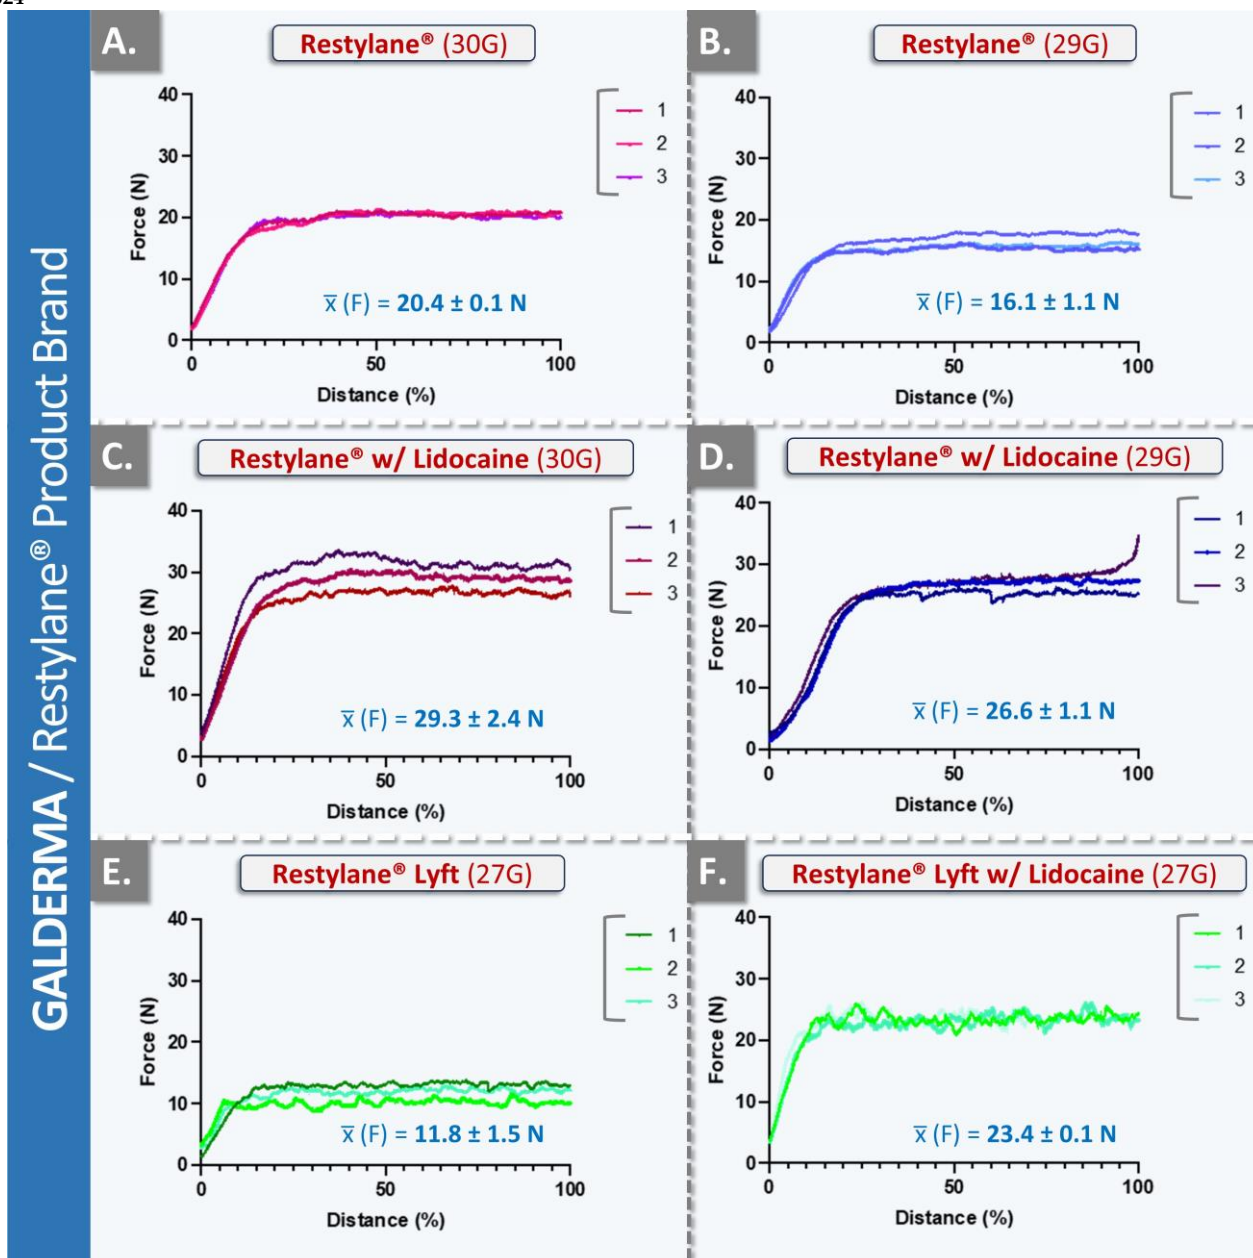 GALDERMA / Restylane® Product Brand
A.
Restylane® (30G)
40
30
20
10
0
Force (N)
1
2
3
x̅ (F) = 20.4 ± 0.1 N
0 50 100
Distance (%)
B.
Restylane® (29G)
40
30
20
10
0
Force (N)
1
2
3
x̅ (F) = 16.1 ± 1.1 N
0 50 100
Distance (%)
C.
Restylane® w/ Lidocaine (30G)
40
30
20
10
0
Force (N)
1
2
3
x̅ (F) = 29.3 ± 2.4 N
0 50 100
Distance (%)
D.
Restylane® w/ Lidocaine (29G)
40
30
20
10
0
Force (N)
1
2
3
x̅ (F) = 26.6 ± 1.1 N
0 50 100
Distance (%)
E.
Restylane® Lyft (27G)
40
30
20
10
0
Force (N)
1
2
3
x̅ (F) = 11.8 ± 1.5 N
0 50 100
Distance (%)
F.
Restylane® Lyft w/ Lidocaine (27G)
40
30
20
10
0
Force (N)
1
2
3
x̅ (F) = 23.4 ± 0.1 N
0 50 100
Distance (%)